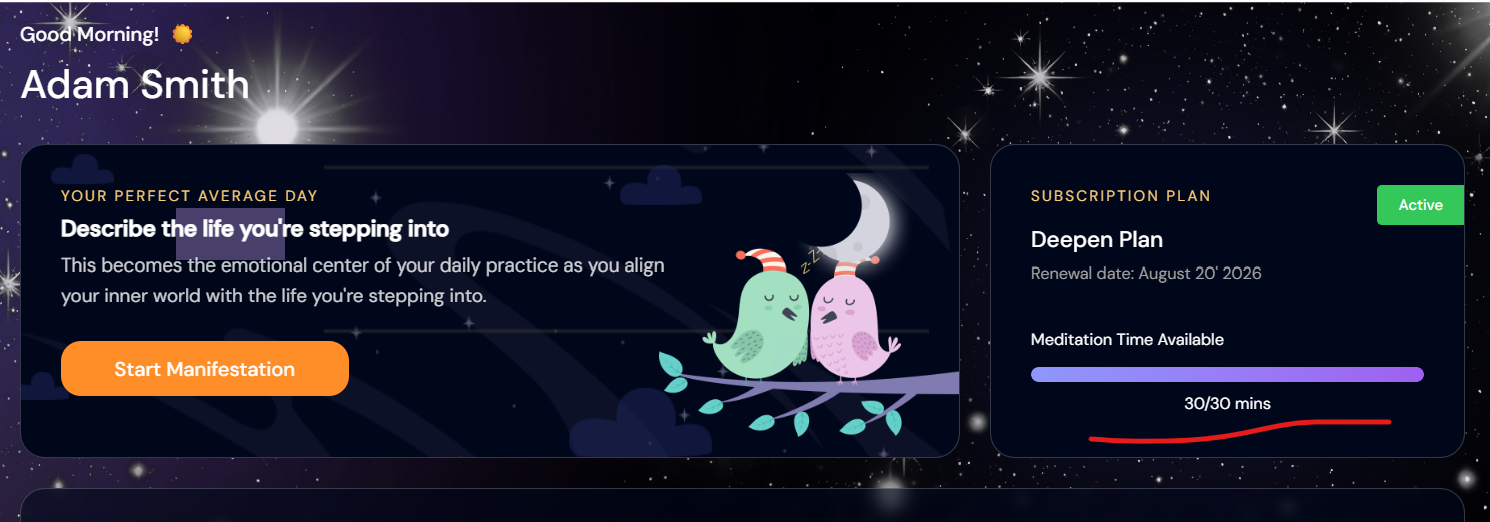 Good Morning!
Adam Smith
YOUR PERFECT AVERAGE DAY
Describe the life you're stepping into
This becomes the emotional center of your daily practice as you align
your inner world with the life you're stepping into.
Start Manifestation
z-z-z
SUBSCRIPTION PLAN
Active
Deepen Plan
Renewal date: August 20' 2026
Meditation Time Available
30/30 mins